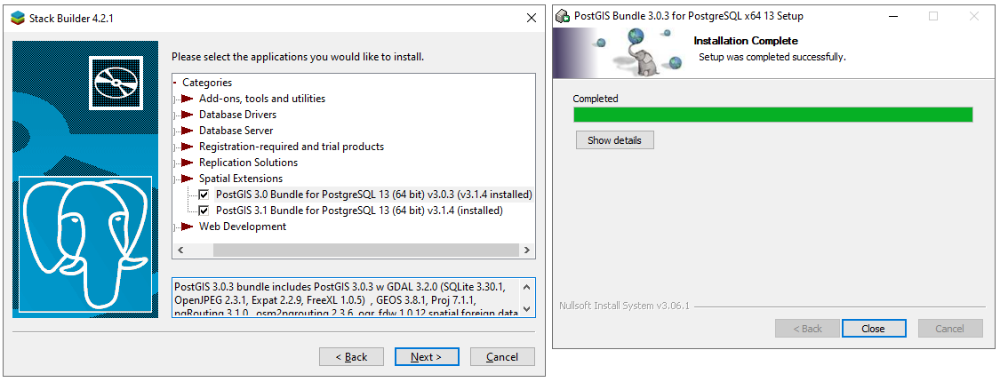 Stack Builder 4.2.1
Please select the applications you would like to install.
Categories
Add-ons, tools and utilities
Database Drivers
Database Server
Registration-required and trial products
Replication Solutions
Spatial Extensions
PostGIS 3.0 Bundle for PostgreSQL 13 (64 bit) v3.0.3 (v3.1.4 installed)
PostGIS 3.1 Bundle for PostgreSQL 13 (64 bit) v3.1.4 (installed)
Web Development
PostGIS 3.0.3 bundle includes PostGIS 3.0.3 w GDAL 3.2.0 (SQLite 3.30.1,
OpenJPEG 2.3.1, Expat 2.2.9, FreeXL 1.0.5) , GEOS 3.8.1, Proj 7.1.1,
pgRouting 3.1.0, osm2pgrouting 2.3.6, ogr_fdw 1.0.12 spatial foreign data
< Back
Next >
Cancel
PostGIS Bundle 3.0.3 for PostgreSQL x64 13 Setup
Installation Complete
Setup was completed successfully.
Completed
Show details
Nullsoft Install System v3.06.1
< Back
Close
Cancel